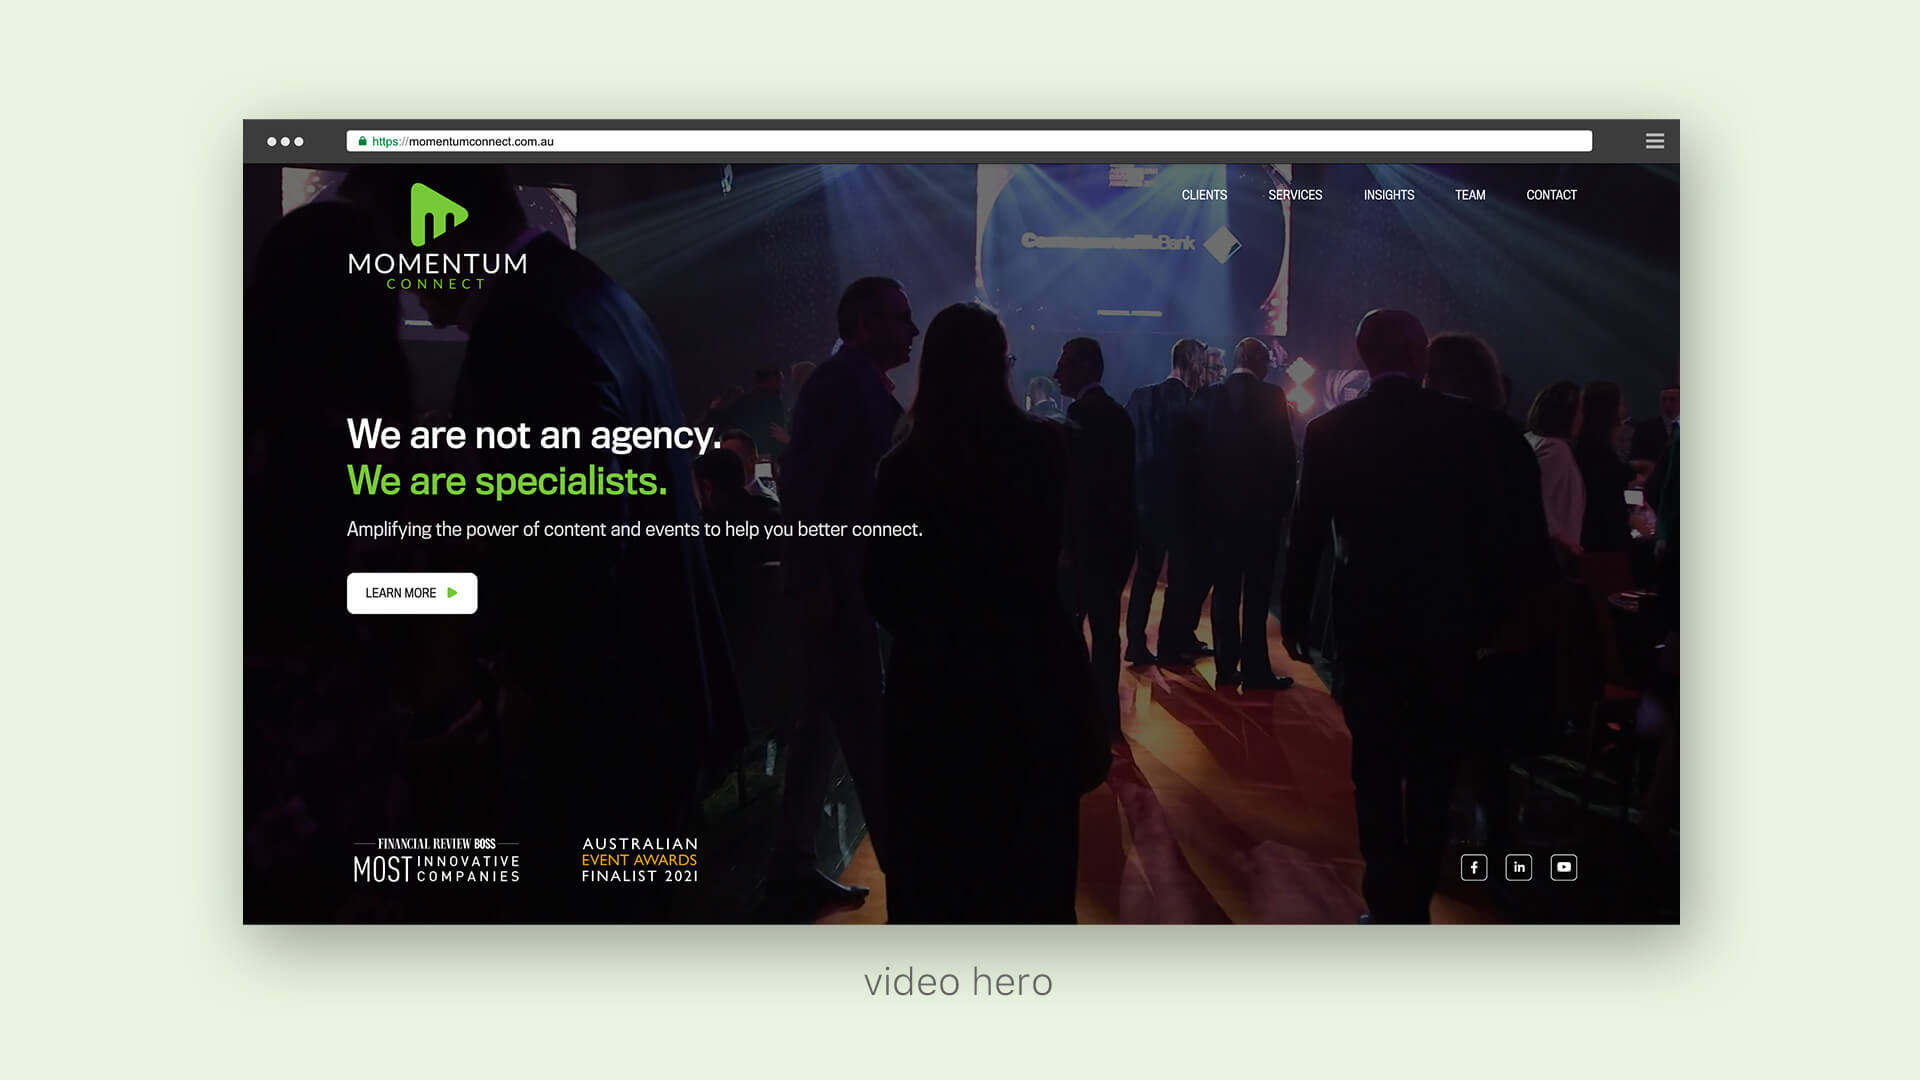 https://momentumconnect.com.au
MOMENTUM
CONNECT
CLIENTS SERVICES INSIGHTS TEAM CONTACT
Bank
We are not an agency.
We are specialists.
Amplifying the power of content and events to help you better connect.
LEARN MORE
FINANCIAL REVIEW BOSS
MOST INNOVATIVE
COMPANIES
AUSTRALIAN
EVENT AWARDS
FINALIST 2021
video hero